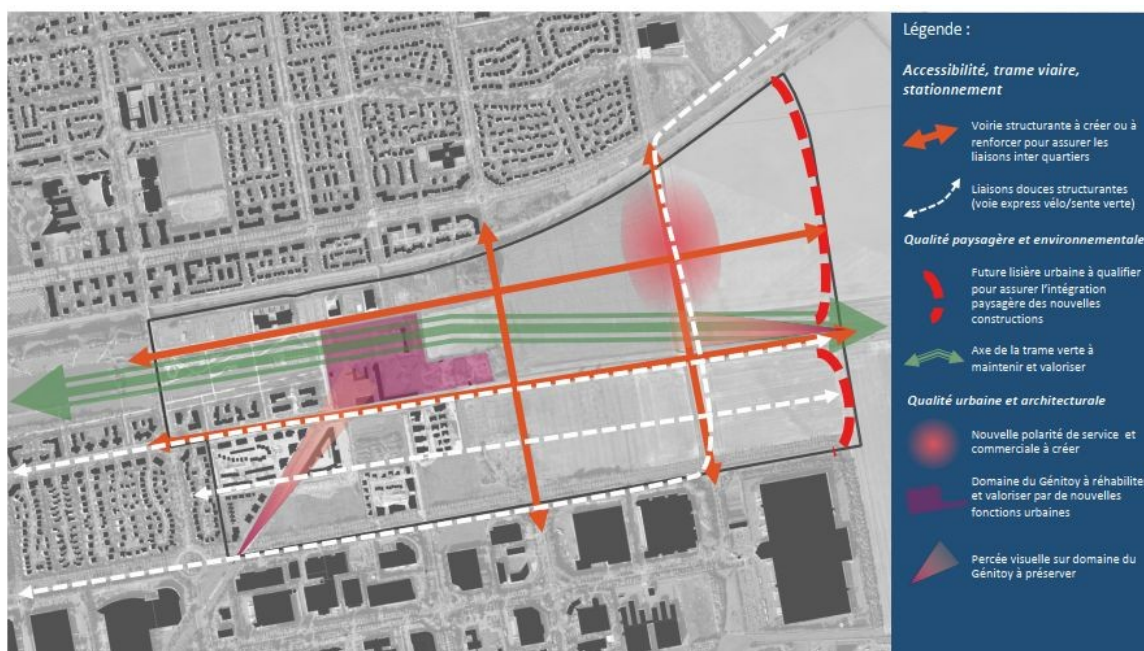 Légende :
Accessibilité, trame viaire,
stationnement
Voirie structurante à créer ou à
renforcer pour assurer les
liaisons inter quartiers
Liaisons douces structurantes
(voie express vélo/sente verte)
Qualité paysagère et environnementale
Future lisière urbaine à qualifier
pour assurer l'intégration
paysagère des nouvelles
constructions
Axe de la trame verte à
maintenir et valoriser
Qualité urbaine et architecturale
Nouvelle polarité de service et
commerciale à créer
Domaine du Génitoy à réhabilite
et valoriser par de nouvelles
fonctions urbaines
Percée visuelle sur domaine du
Génitoy à préserver